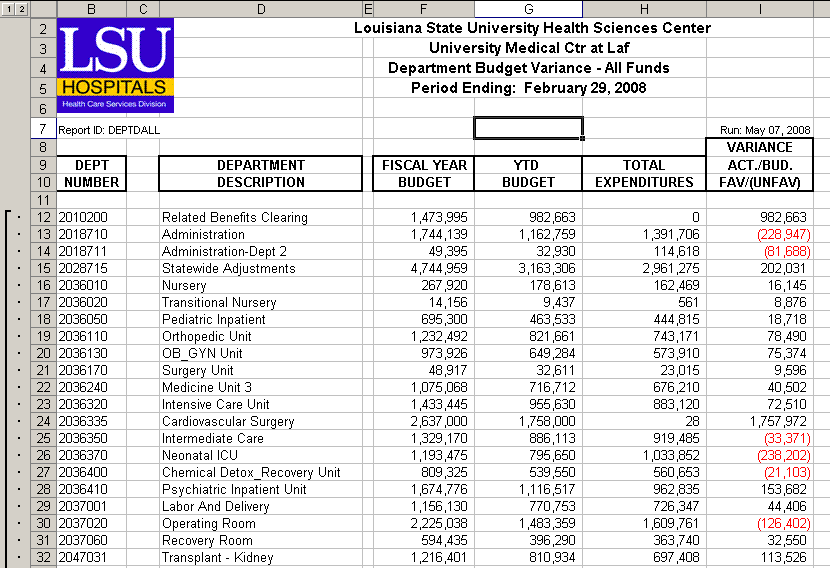 1 2 B C D E F G H I
2 Louisiana State University Health Sciences Center
3 University Medical Ctr at Laf
4 Department Budget Variance - All Funds
5 Period Ending: February 29, 2008
6
LSU
HOSPITALS
Health Care Services Division
7 Report ID: DEPTDALL Run: May 07, 2008
8 VARIANCE
9 DEPT DEPARTMENT FISCAL YEAR YTD TOTAL ACT./BUD.
10 NUMBER DESCRIPTION BUDGET BUDGET EXPENDITURES FAV/(UNFAV)
11
12 2010200 Related Benefits Clearing 1,473,995 982,663 0 982,663
13 2018710 Administration 1,744,139 1,162,759 1,391,706 (228,947)
14 2018711 Administration-Dept 2 49,395 32,930 114,618 (81,688)
15 2028715 Statewide Adjustments 4,744,959 3,163,306 2,961,275 202,031
16 2036010 Nursery 267,920 178,613 162,469 16,145
17 2036020 Transitional Nursery 14,156 9,437 561 8,876
18 2036050 Pediatric Inpatient 695,300 463,533 444,815 18,718
19 2036110 Orthopedic Unit 1,232,492 821,661 743,171 78,490
20 2036130 OB_GYN Unit 973,926 649,284 573,910 75,374
21 2036170 Surgery Unit 48,917 32,611 23,015 9,596
22 2036240 Medicine Unit 3 1,075,068 716,712 676,210 40,502
23 2036320 Intensive Care Unit 1,433,445 955,630 883,120 72,510
24 2036335 Cardiovascular Surgery 2,637,000 1,758,000 28 1,757,972
25 2036350 Intermediate Care 1,329,170 886,113 919,485 (33,371)
26 2036370 Neonatal ICU 1,193,475 795,650 1,033,852 (238,202)
27 2036400 Chemical Detox_Recovery Unit 809,325 539,550 560,653 (21,103)
28 2036410 Psychiatric Inpatient Unit 1,674,776 1,116,517 962,835 153,682
29 2037001 Labor And Delivery 1,156,130 770,753 726,347 44,406
30 2037020 Operating Room 2,225,038 1,483,359 1,609,761 (126,402)
31 2037060 Recovery Room 594,435 396,290 363,740 32,550
32 2047031 Transplant - Kidney 1,216,401 810,934 697,408 113,526